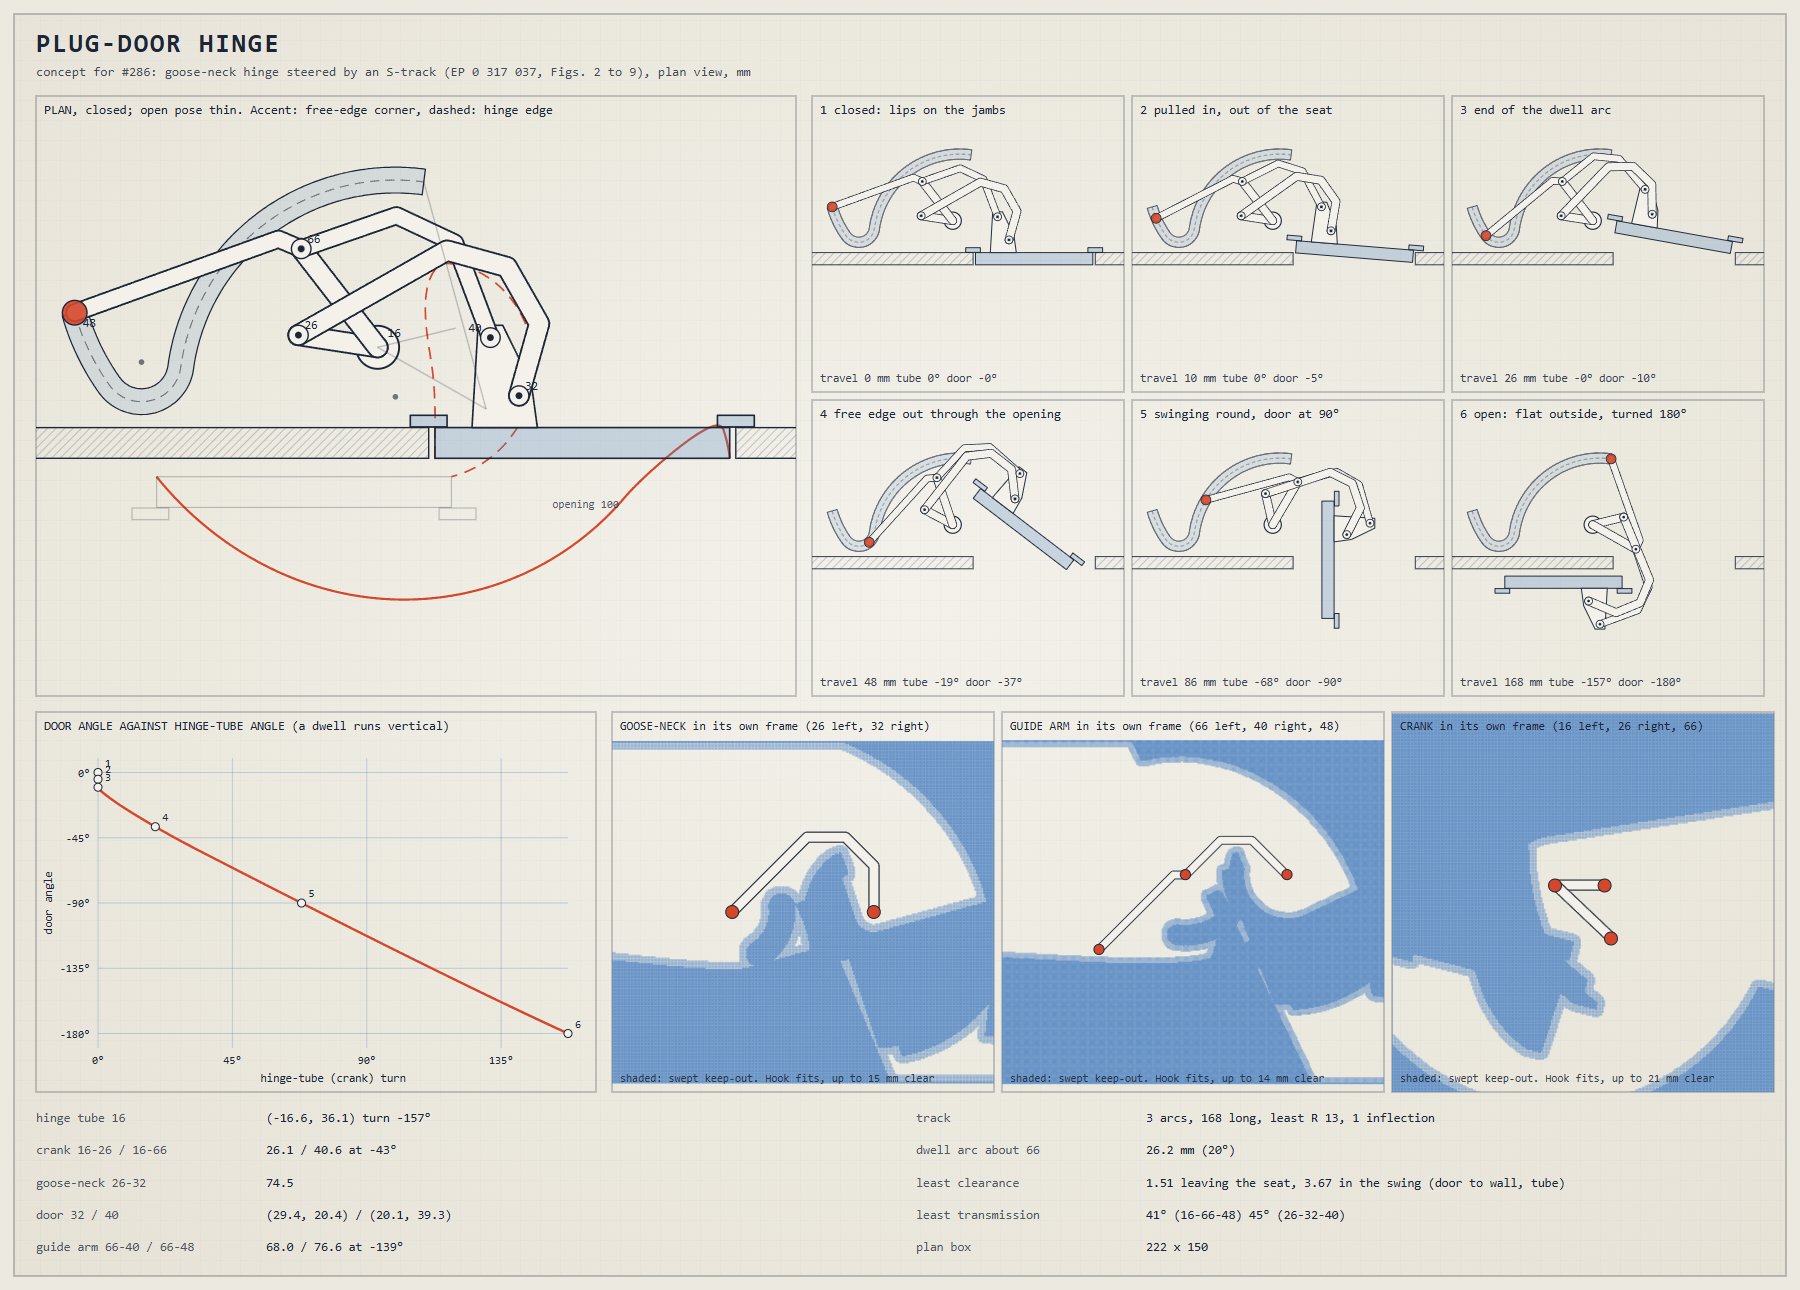 PLUG-DOOR HINGE
concept for #286: goose-neck hinge steered by an S-track (EP 0 317 037, Figs. 2 to 9), plan view, mm
PLAN, closed; open pose thin. Accent: free-edge corner, dashed: hinge edge
66
48
26
16
40
32
opening 100
1 closed: lips on the jambs
travel 0 mm tube 0° door -0°
2 pulled in, out of the seat
travel 10 mm tube 0° door -5°
3 end of the dwell arc
travel 26 mm tube -0° door -10°
4 free edge out through the opening
travel 48 mm tube -19° door -37°
5 swinging round, door at 90°
travel 86 mm tube -68° door -90°
6 open: flat outside, turned 180°
travel 168 mm tube -157° door -180°
DOOR ANGLE AGAINST HINGE-TUBE ANGLE (a dwell runs vertical)
0°
-45°
-90°
-135°
-180°
door angle
1
2
3
4
5
6
0°
45°
90°
135°
hinge-tube (crank) turn
GOOSE-NECK in its own frame (26 left, 32 right)
shaded: swept keep-out. Hook fits, up to 15 mm clear
GUIDE ARM in its own frame (66 left, 40 right, 48)
shaded: swept keep-out. Hook fits, up to 14 mm clear
CRANK in its own frame (16 left, 26 right, 66)
shaded: swept keep-out. Hook fits, up to 21 mm clear
hinge tube 16 (-16.6, 36.1) turn -157°
crank 16-26 / 16-66 26.1 / 40.6 at -43°
goose-neck 26-32 74.5
door 32 / 40 (29.4, 20.4) / (20.1, 39.3)
guide arm 66-40 / 66-48 68.0 / 76.6 at -139°
track 3 arcs, 168 long, least R 13, 1 inflection
dwell arc about 66 26.2 mm (20°)
least clearance 1.51 leaving the seat, 3.67 in the swing (door to wall, tube)
least transmission 41° (16-66-48) 45° (26-32-40)
plan box 222 x 150